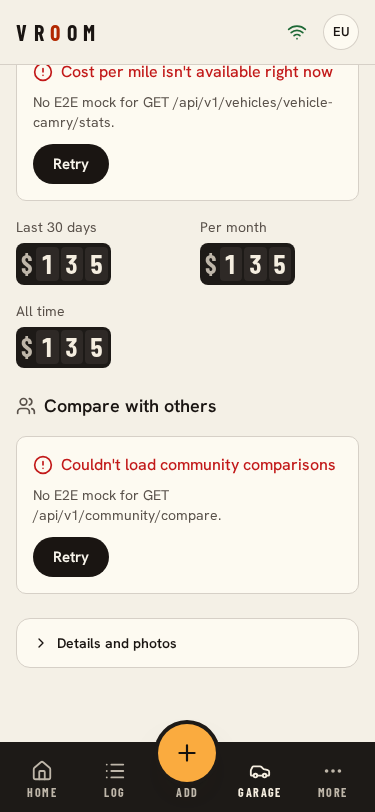 VROOM
EU
Cost per mile isn't available right now
No E2E mock for GET /api/v1/vehicles/vehicle-
camry/stats.
Retry
Last 30 days
Per month
$135
$135
All time
$135
Compare with others
Couldn't load community comparisons
No E2E mock for GET
/api/v1/community/compare.
Retry
Details and photos
HOME
LOG
ADD
GARAGE
MORE